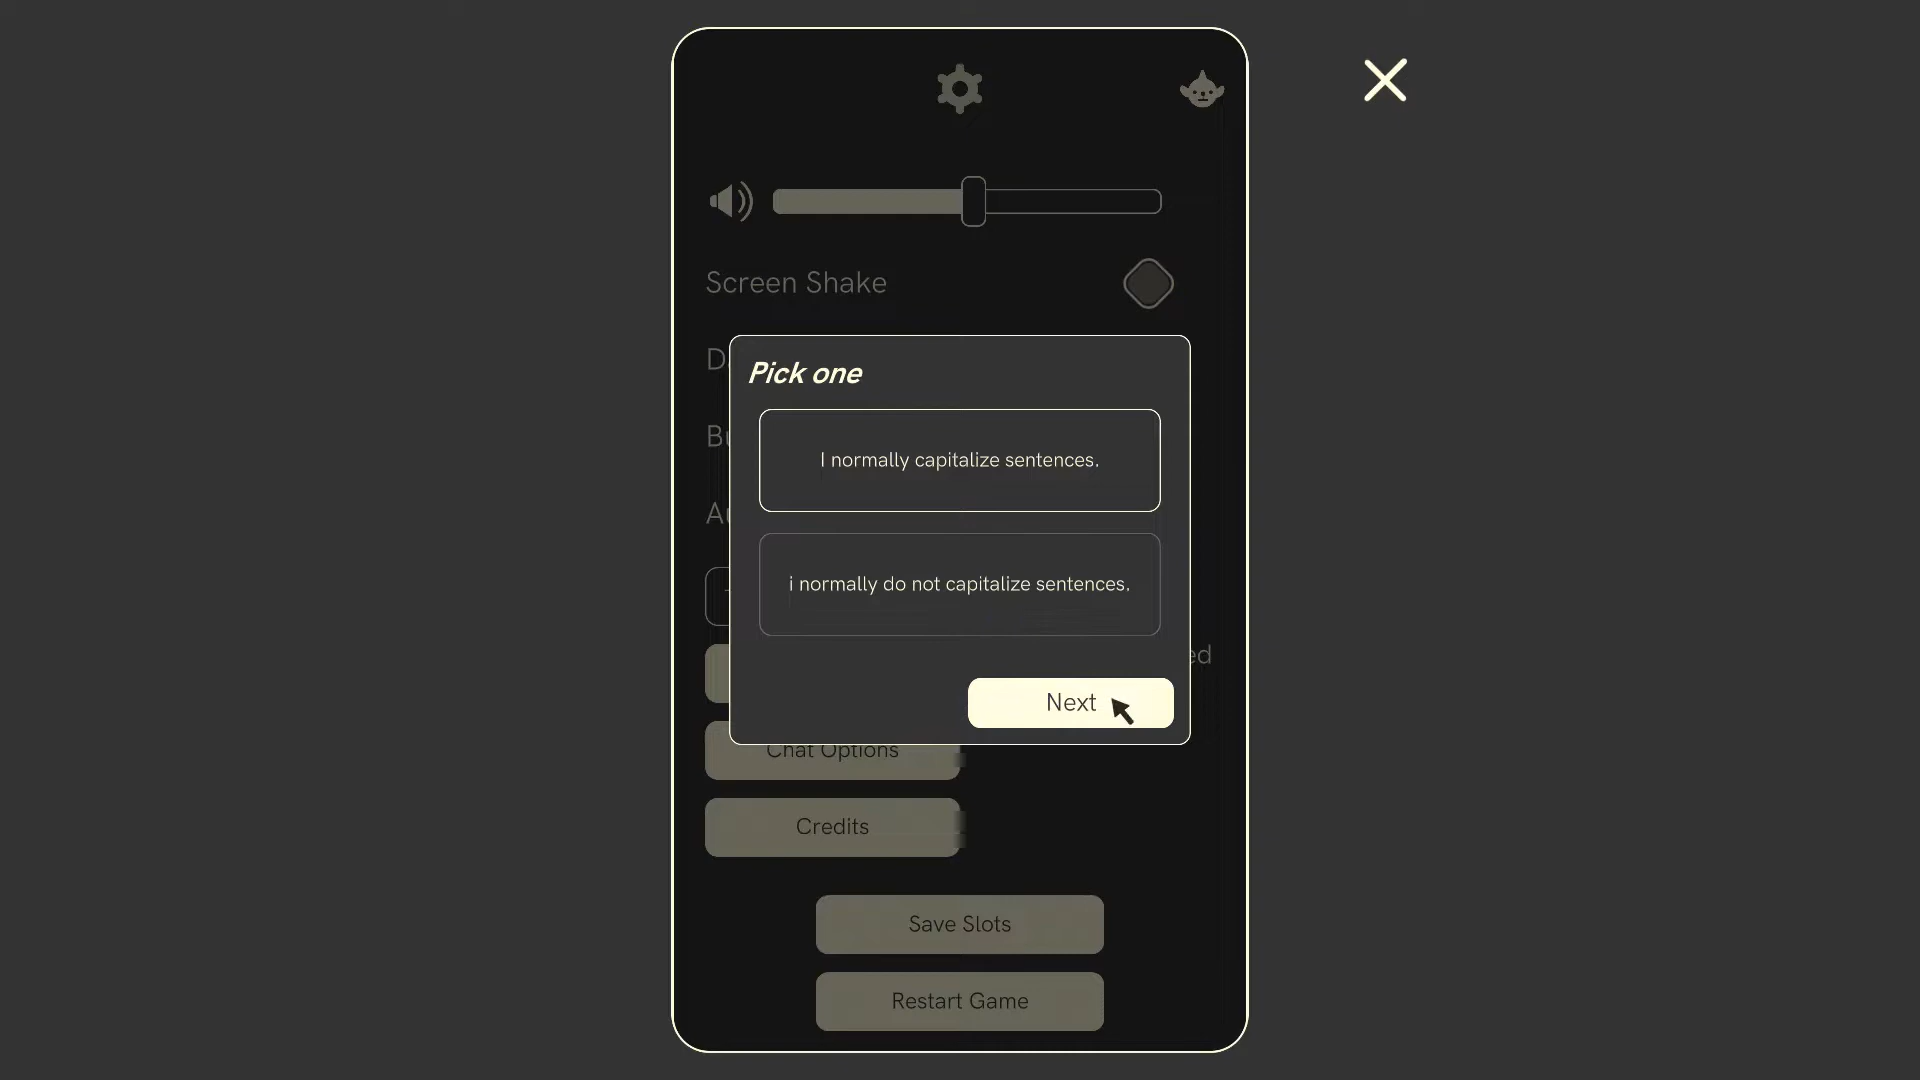 Screen Shake
Pick one
I normally capitalize sentences.
i normally do not capitalize sentences.
Next
Chat Options
Credits
Save Slots
Restart Game